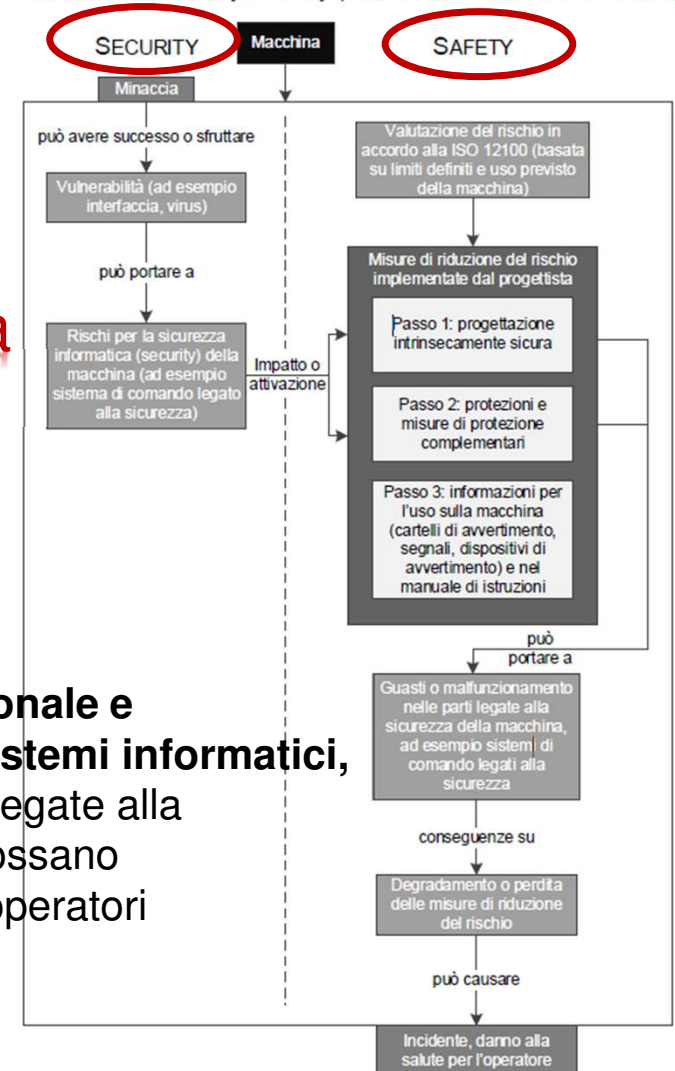 SECURITY
Macchina
SAFETY
Minaccia
può avere successo o sfruttare
Vulnerabilità (ad esempio
interfaccia, virus)
può portare a
Rischi per la sicurezza
informatica (security) della
macchina (ad esempio
sistema di comando legato
alla sicurezza)
Impatto o
attivazione
Valutazione del rischio in
accordo alla ISO 12100 (basata
su limiti definiti e uso previsto
della macchina)
Misure di riduzione del rischio
implementate dal progettista
Passo 1: progettazione
intrinsecamente sicura
Passo 2: protezioni e
misure di protezione
complementari
Passo 3: informazioni per
l'uso sulla macchina
(cartelli di avvertimento,
segnali, dispositivi di
avvertimento) e nel
manuale di istruzioni
può
portare a
Guasti o malfunzionamento
nelle parti legate alla
sicurezza della macchina,
ad esempio sistemi di
comando legati alla
sicurezza
conseguenze su
Degradamento o perdita
delle misure di riduzione
del rischio
può causare
Incidente, danno alla
salute per l'operatore
a
onale e
stemi informatici,
legate alla
ossano
operatori